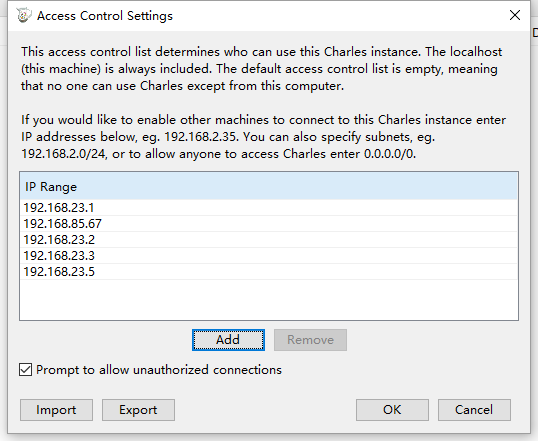 Access Control Settings
This access control list determines who can use this Charles instance. The localhost
(this machine) is always included. The default access control list is empty, meaning
that no one can use Charles except from this computer.
If you would like to enable other machines to connect to this Charles instance enter
IP addresses below, eg. 192.168.2.35. You can also specify subnets, eg.
192.168.2.0/24, or to allow anyone to access Charles enter 0.0.0.0/0.
IP Range
192.168.23.1
192.168.85.67
192.168.23.2
192.168.23.3
192.168.23.5
Add Remove
Prompt to allow unauthorized connections
Import Export OK Cancel